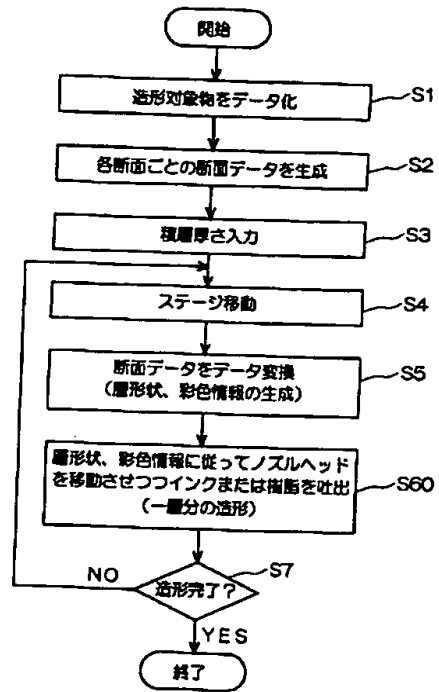 開始
造形対象物をデータ化
S1
各断面ごとの断面データを生成
S2
積層厚さ入力
S3
ステージ移動
S4
断面データをデータ変換
(層形状、彩色情報の生成)
S5
層形状、彩色情報に従ってノズルヘッド
を移動させつつインクまたは樹脂を吐出
(一層分の造形)
S60
造形完了?
S7
NO
YES
終了